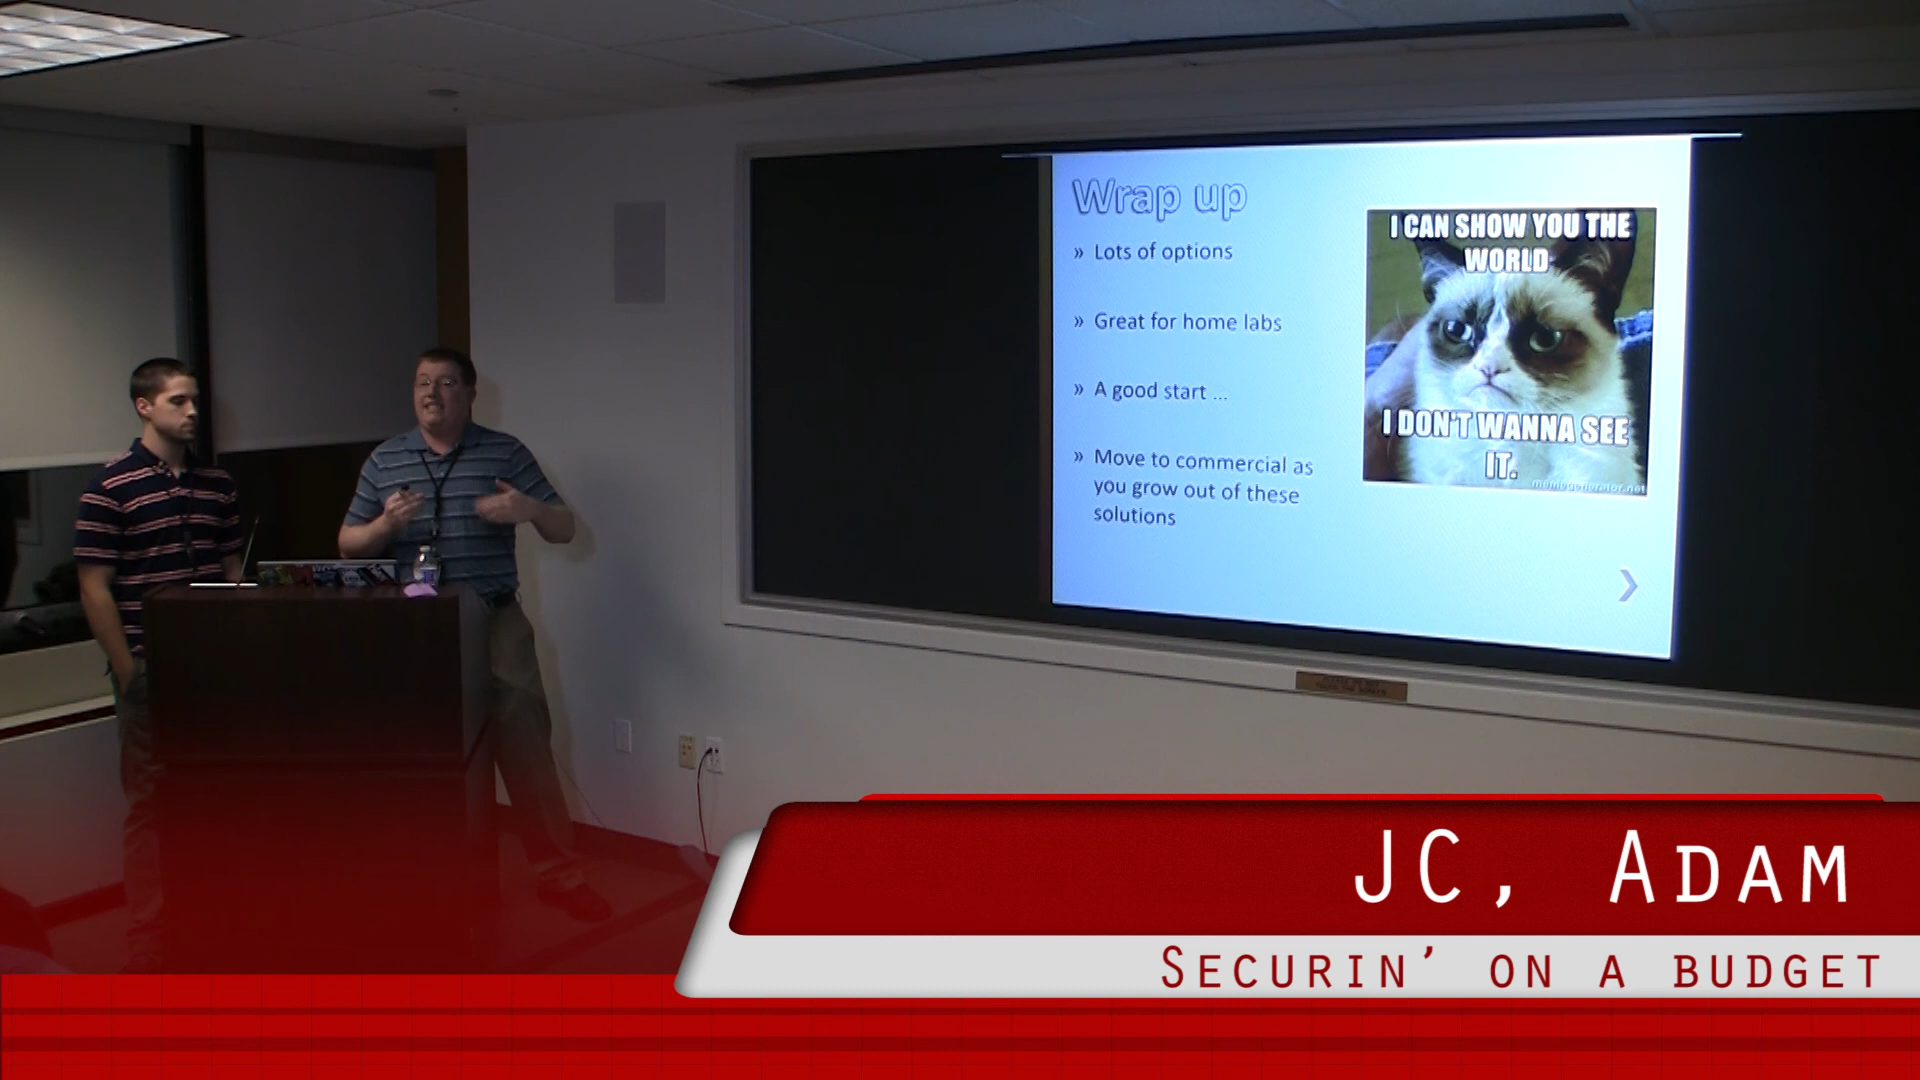 Wrap up
» Lots of options
» Great for home labs
» A good start ...
» Move to commercial as
you grow out of these
solutions
I CAN SHOW YOU THE
WORLD
I DON'T WANNA SEE
IT.
memegenerator.net
JC, ADAM
SECURIN' ON A BUDGET